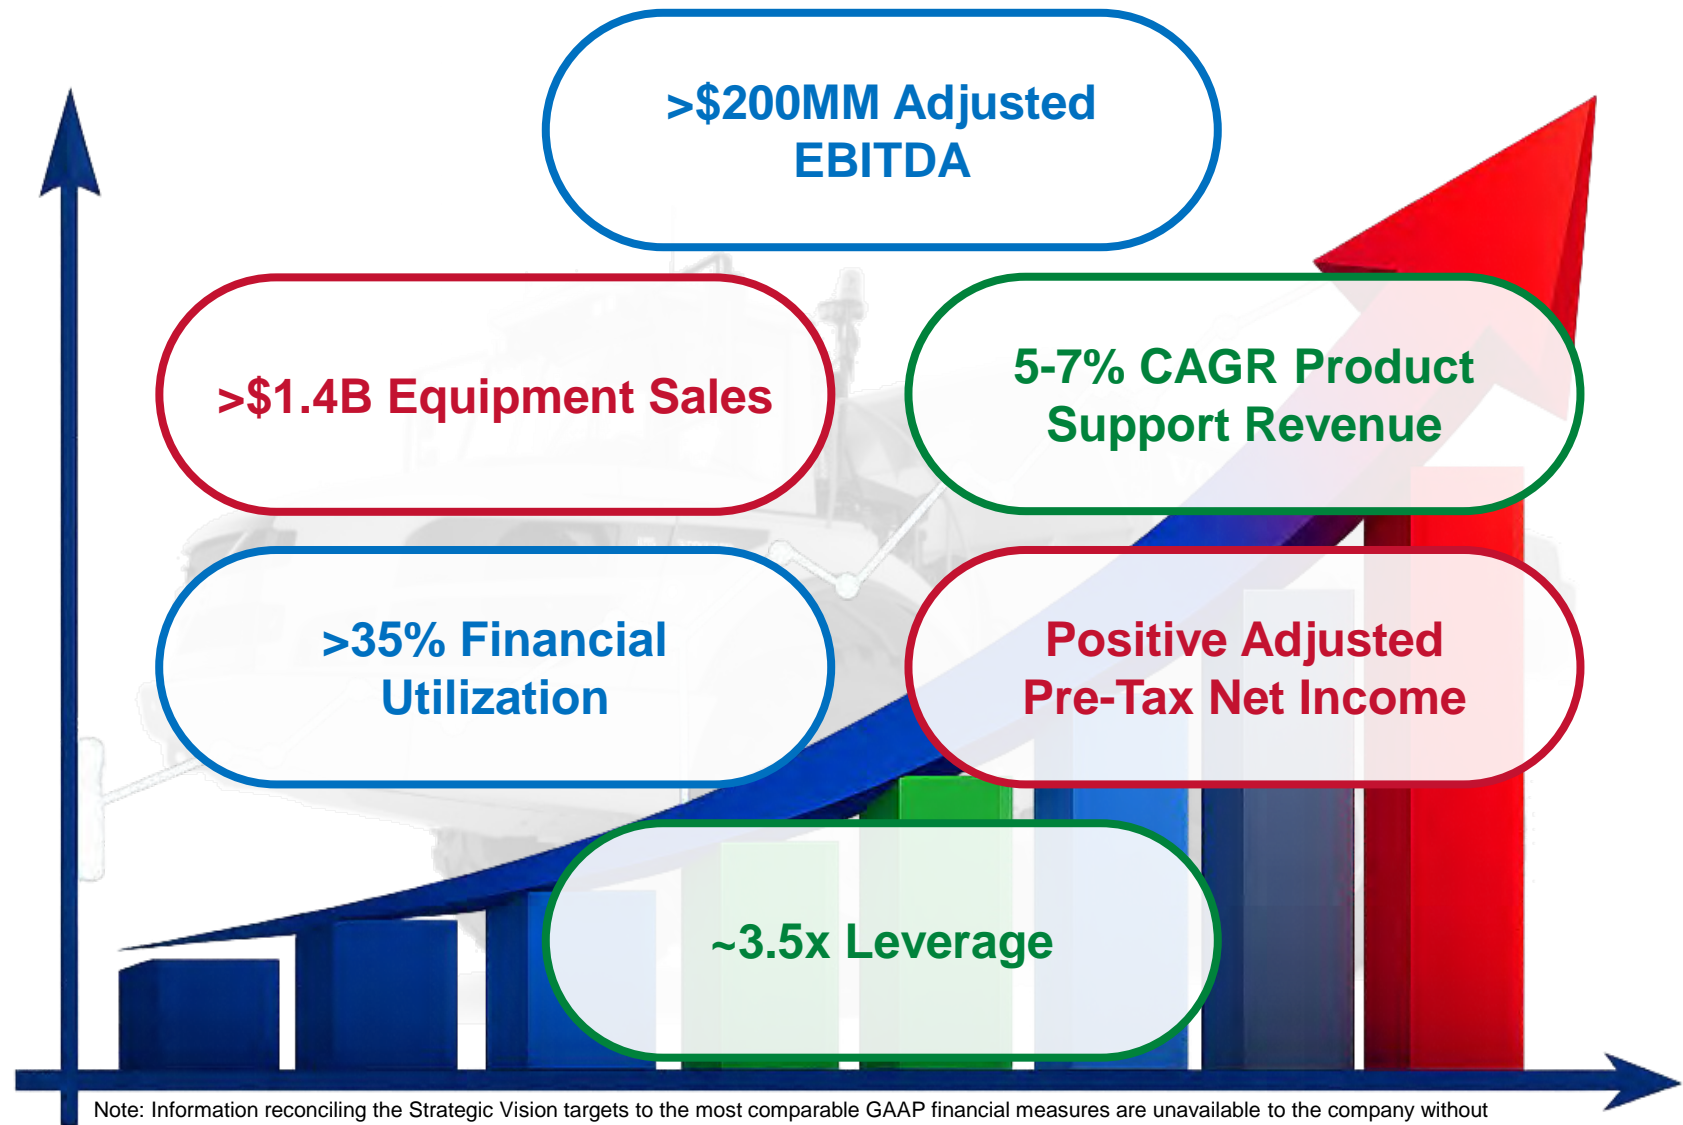 >$200MM Adjusted
EBITDA
>$1.4B Equipment Sales
5-7% CAGR Product
Support Revenue
>35% Financial
Utilization
Positive Adjusted
Pre-Tax Net Income
~3.5x Leverage
Note: Information reconciling the Strategic Vision targets to the most comparable GAAP financial measures are unavailable to the company without